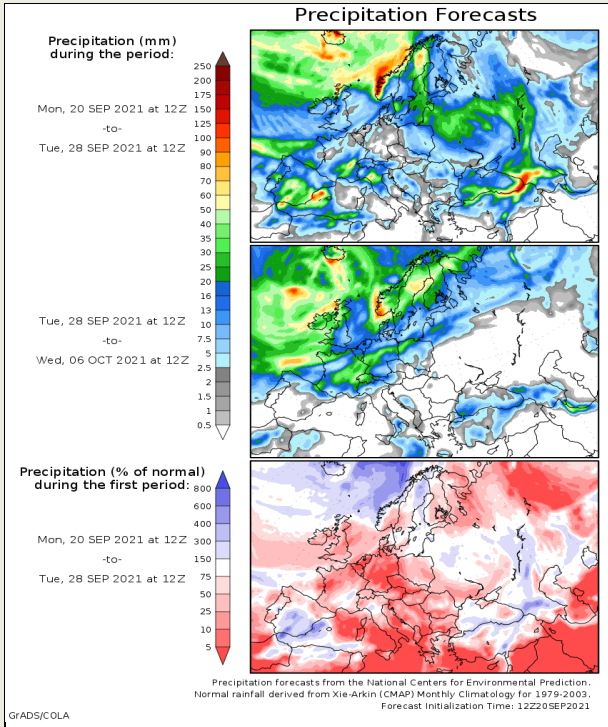 Precipitation Forecasts
Precipitation (mm)
during the period:
Mon, 20 SEP 2021 at 12Z
-to-
Tue, 28 SEP 2021 at 12Z
250
200
175
150
125
100
90
80
70
60
50
40
35
30
25
20
16
13
10
7.5
5
2.5
2
1.5
1
0.5
Tue, 28 SEP 2021 at 12Z
-to-
Wed, 06 OCT 2021 at 12Z
Precipitation (% of normal)
during the first period:
800
600
400
300
150
75
50
25
10
5
Mon, 20 SEP 2021 at 12Z
-to-
Tue, 28 SEP 2021 at 12Z
Precipitation forecasts from the National Centers for Environmental Prediction.
Normal rainfall derived from Xie-Arkin (CMAP) Monthly Climatology for 1979-2003.
Forecast Initialization Time: 12Z20SEP2021
GrADS/COLA